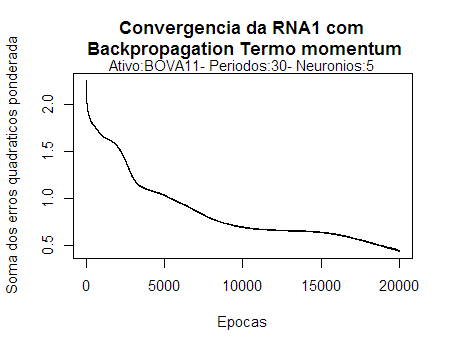 Convergencia da RNA1 com
Backpropagation Termo momentum
Ativo:BOVA11- Periodos:30- Neuronios:5
Soma dos erros quadraticos ponderada
2.0
1.5
1.0
0.5
0 5000 10000 15000 20000
Epocas